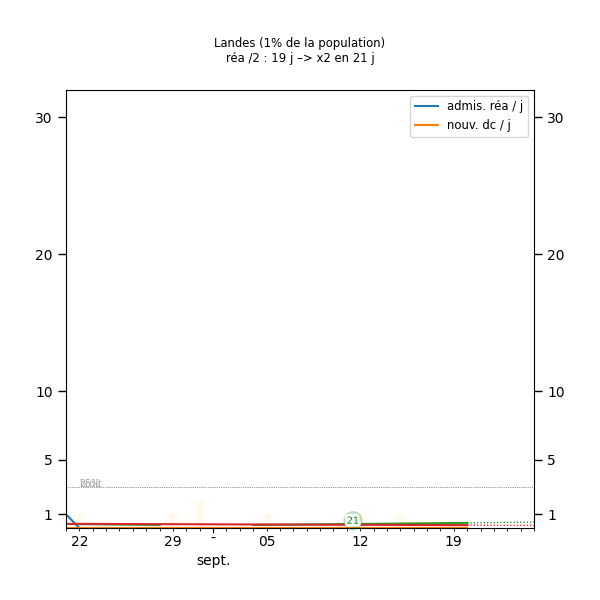 Landes (1% de la population)
réa /2 : 19 j –> x2 en 21 j
admis. réa / j
nouv. dc / j
30 30
20 20
10 10
5 5
1 1
21
22 29 - 05 12 19
sept.